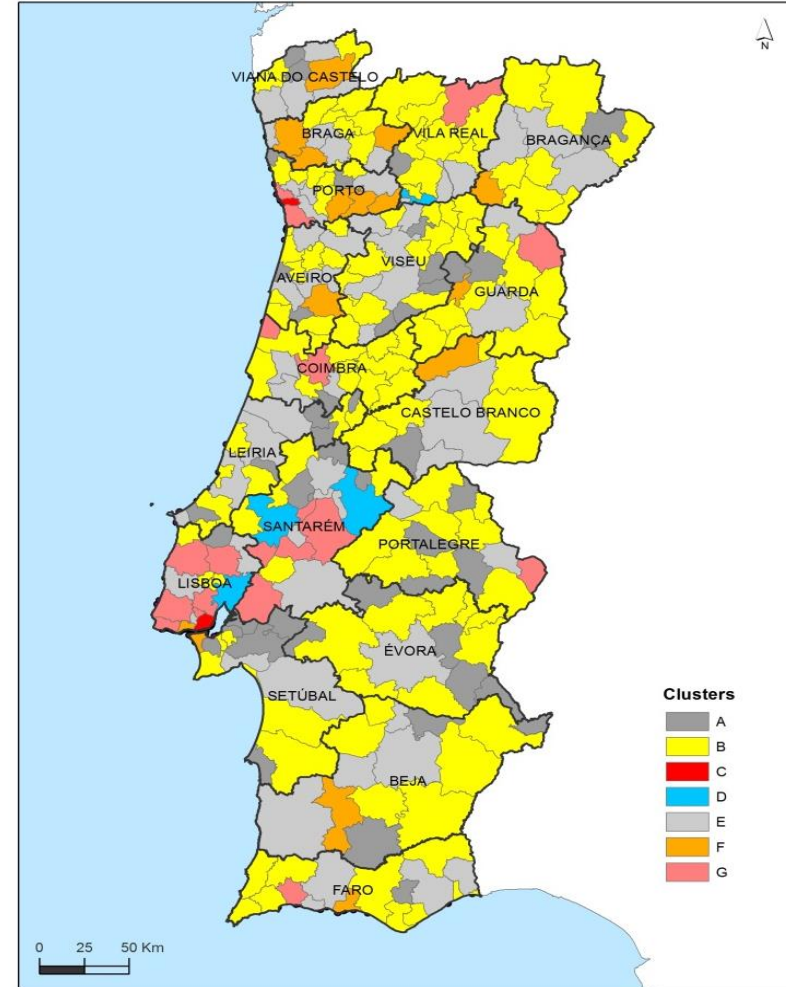 N
VIANA DO CASTELO
BRAGA
VILA REAL
BRAGANÇA
PORTO
AVEIRO
VISEU
GUARDA
COIMBRA
CASTELO BRANCO
LEIRIA
SANTARÉM
PORTALEGRE
LISBOA
ÉVORA
SETÚBAL
BEJA
FARO
Clusters
A
B
C
D
E
F
G
0 25 50 Km